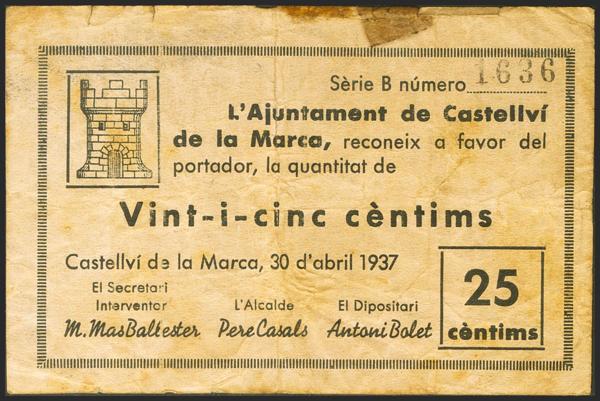 Sèrie B número 1636
L'Ajuntament de Castellví
de la Marca, reconeix a favor del
portador, la quantitat de
Vint-i-cinc cèntims
Castellví de la Marca, 30 d'abril 1937
El Secretari
Interventor
M. Mas Baltester
L'Alcalde
Pere Casals
El Dipositari
Antoni Bolet
25
cèntims